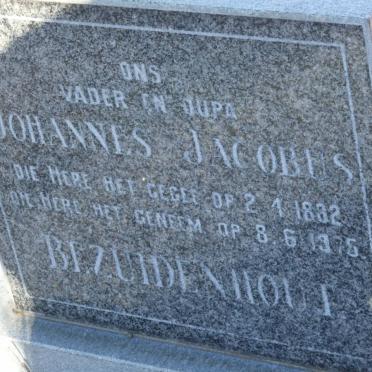 ONS
VADER EN OUPA
JOHANNES JACOBUS
DIE HERE HET GEGEE OP 2.4.1892
DIE HERE HET GENEEM OP 8.6.1975
BEZUIDENHOUT